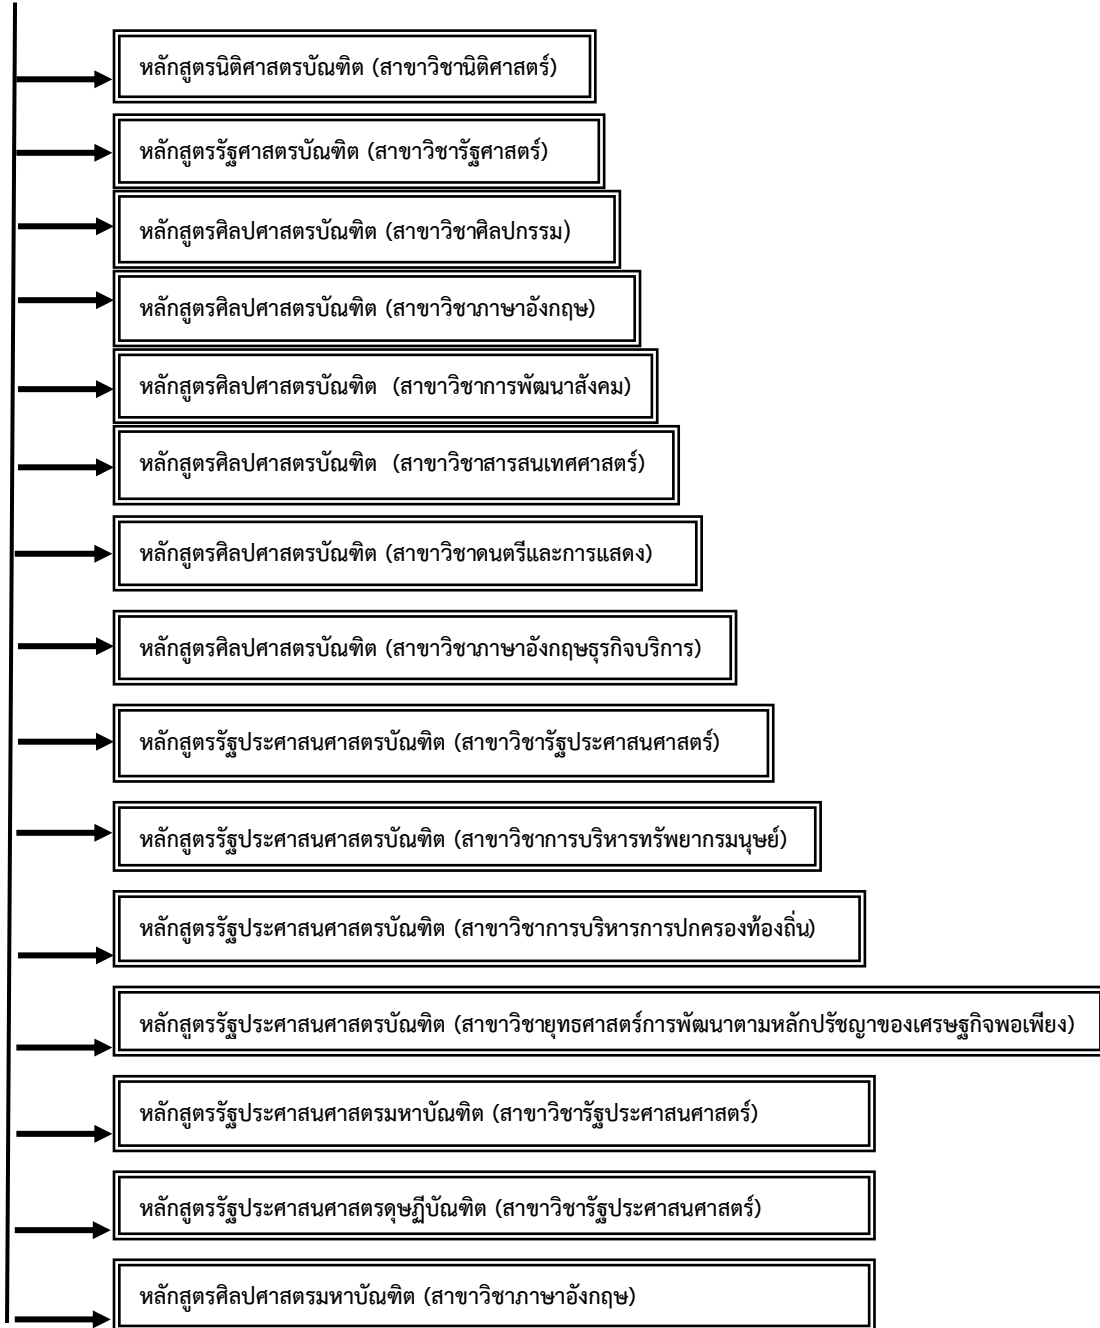 หลักสูตรนิติศาสตรบัณฑิต (สาขาวิชานิติศาสตร์)
หลักสูตรรัฐศาสตรบัณฑิต (สาขาวิชารัฐศาสตร์)
หลักสูตรศิลปศาสตรบัณฑิต (สาขาวิชาศิลปกรรม)
หลักสูตรศิลปศาสตรบัณฑิต (สาขาวิชาภาษาอังกฤษ)
หลักสูตรศิลปศาสตรบัณฑิต (สาขาวิชาการพัฒนาสังคม)
หลักสูตรศิลปศาสตรบัณฑิต (สาขาวิชาสารสนเทศศาสตร์)
หลักสูตรศิลปศาสตรบัณฑิต (สาขาวิชาดนตรีและการแสดง)
หลักสูตรศิลปศาสตรบัณฑิต (สาขาวิชาภาษาอังกฤษธุรกิจบริการ)
หลักสูตรรัฐประศาสนศาสตรบัณฑิต (สาขาวิชารัฐประศาสนศาสตร์)
หลักสูตรรัฐประศาสนศาสตรบัณฑิต (สาขาวิชาการบริหารทรัพยากรมนุษย์)
หลักสูตรรัฐประศาสนศาสตรบัณฑิต (สาขาวิชาการบริหารการปกครองท้องถิ่น)
หลักสูตรรัฐประศาสนศาสตรบัณฑิต (สาขาวิชายุทธศาสตร์การพัฒนาตามหลักปรัชญาของเศรษฐกิจพอเพียง)
หลักสูตรรัฐประศาสนศาสตรมหาบัณฑิต (สาขาวิชารัฐประศาสนศาสตร์)
หลักสูตรรัฐประศาสนศาสตรดุษฎีบัณฑิต (สาขาวิชารัฐประศาสนศาสตร์)
หลักสูตรศิลปศาสตรมหาบัณฑิต (สาขาวิชาภาษาอังกฤษ)